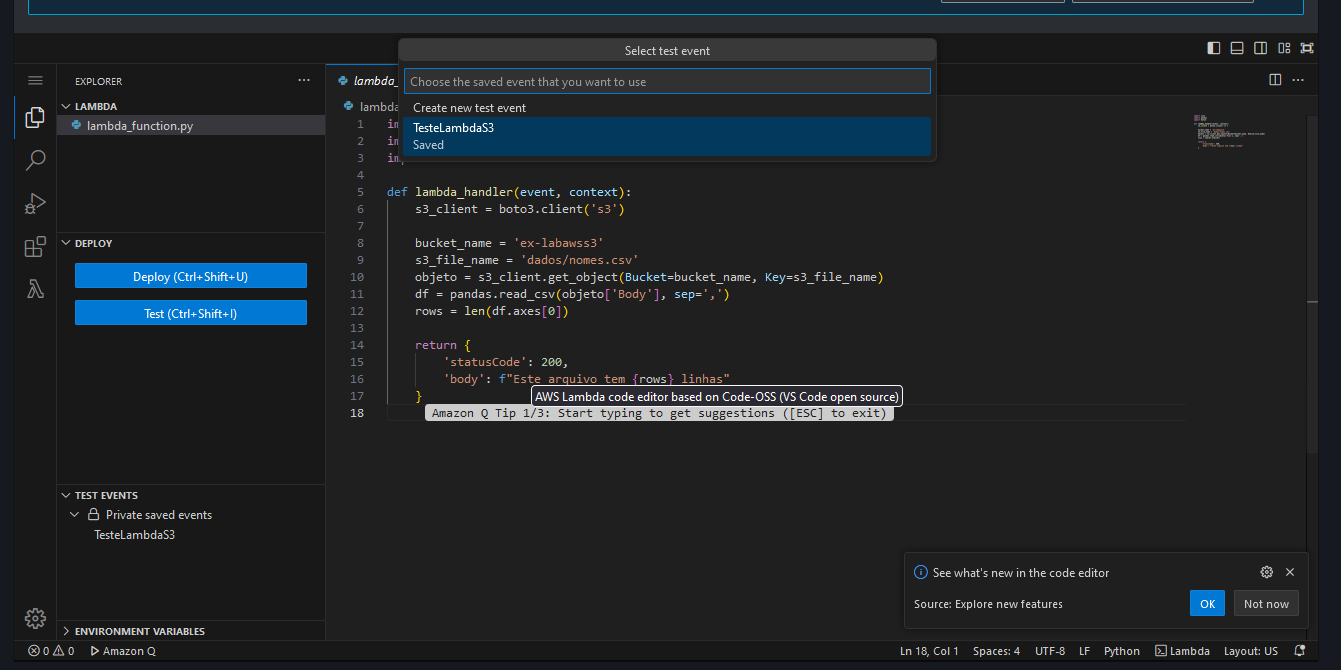 Select test event
Choose the saved event that you want to use
Create new test event
TesteLambdaS3
Saved
EXPLORER
LAMBDA
lambda_function.py
DEPLOY
Deploy (Ctrl+Shift+U)
Test (Ctrl+Shift+I)
TEST EVENTS
Private saved events
TesteLambdaS3
ENVIRONMENT VARIABLES
lambda_
lambda
1 im
2 im
3 im
4
5 def lambda_handler(event, context):
6 s3_client = boto3.client('s3')
7
8 bucket_name = 'ex-labawss3'
9 s3_file_name = 'dados/nomes.csv'
10 objeto = s3_client.get_object(Bucket=bucket_name, Key=s3_file_name)
11 df = pandas.read_csv(objeto['Body'], sep=',')
12 rows = len(df.axes[0])
13
14 return {
15 'statusCode': 200,
16 'body': f"Este arquivo tem {rows} linhas"
17 }
AWS Lambda code editor based on Code-OSS (VS Code open source)
18 Amazon Q Tip 1/3: Start typing to get suggestions ([ESC] to exit)
See what's new in the code editor
Source: Explore new features
OK
Not now
0 0 Amazon Q
Ln 18, Col 1 Spaces: 4 UTF-8 LF Python Lambda Layout: US